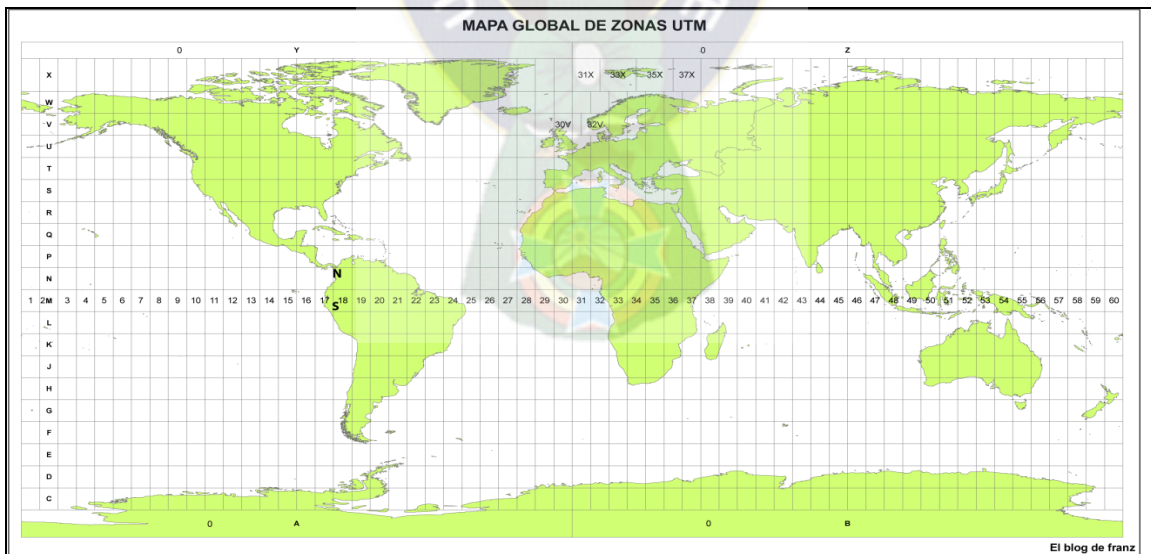 MAPA GLOBAL DE ZONAS UTM
0 Y 0 Z
X 31X 33X 35X 37X
W
V 30V 32V
U
T
S
R
Q
P
N N
1 2 M 3 4 5 6 7 8 9 10 11 12 13 14 15 16 17 18 19 20 21 22 23 24 25 26 27 28 29 30 31 32 33 34 35 36 37 38 39 40 41 42 43 44 45 46 47 48 49 50 51 52 53 54 55 56 57 58 59 60
S
L
K
J
H
G
F
E
D
C
0 A 0 B
El blog de franz